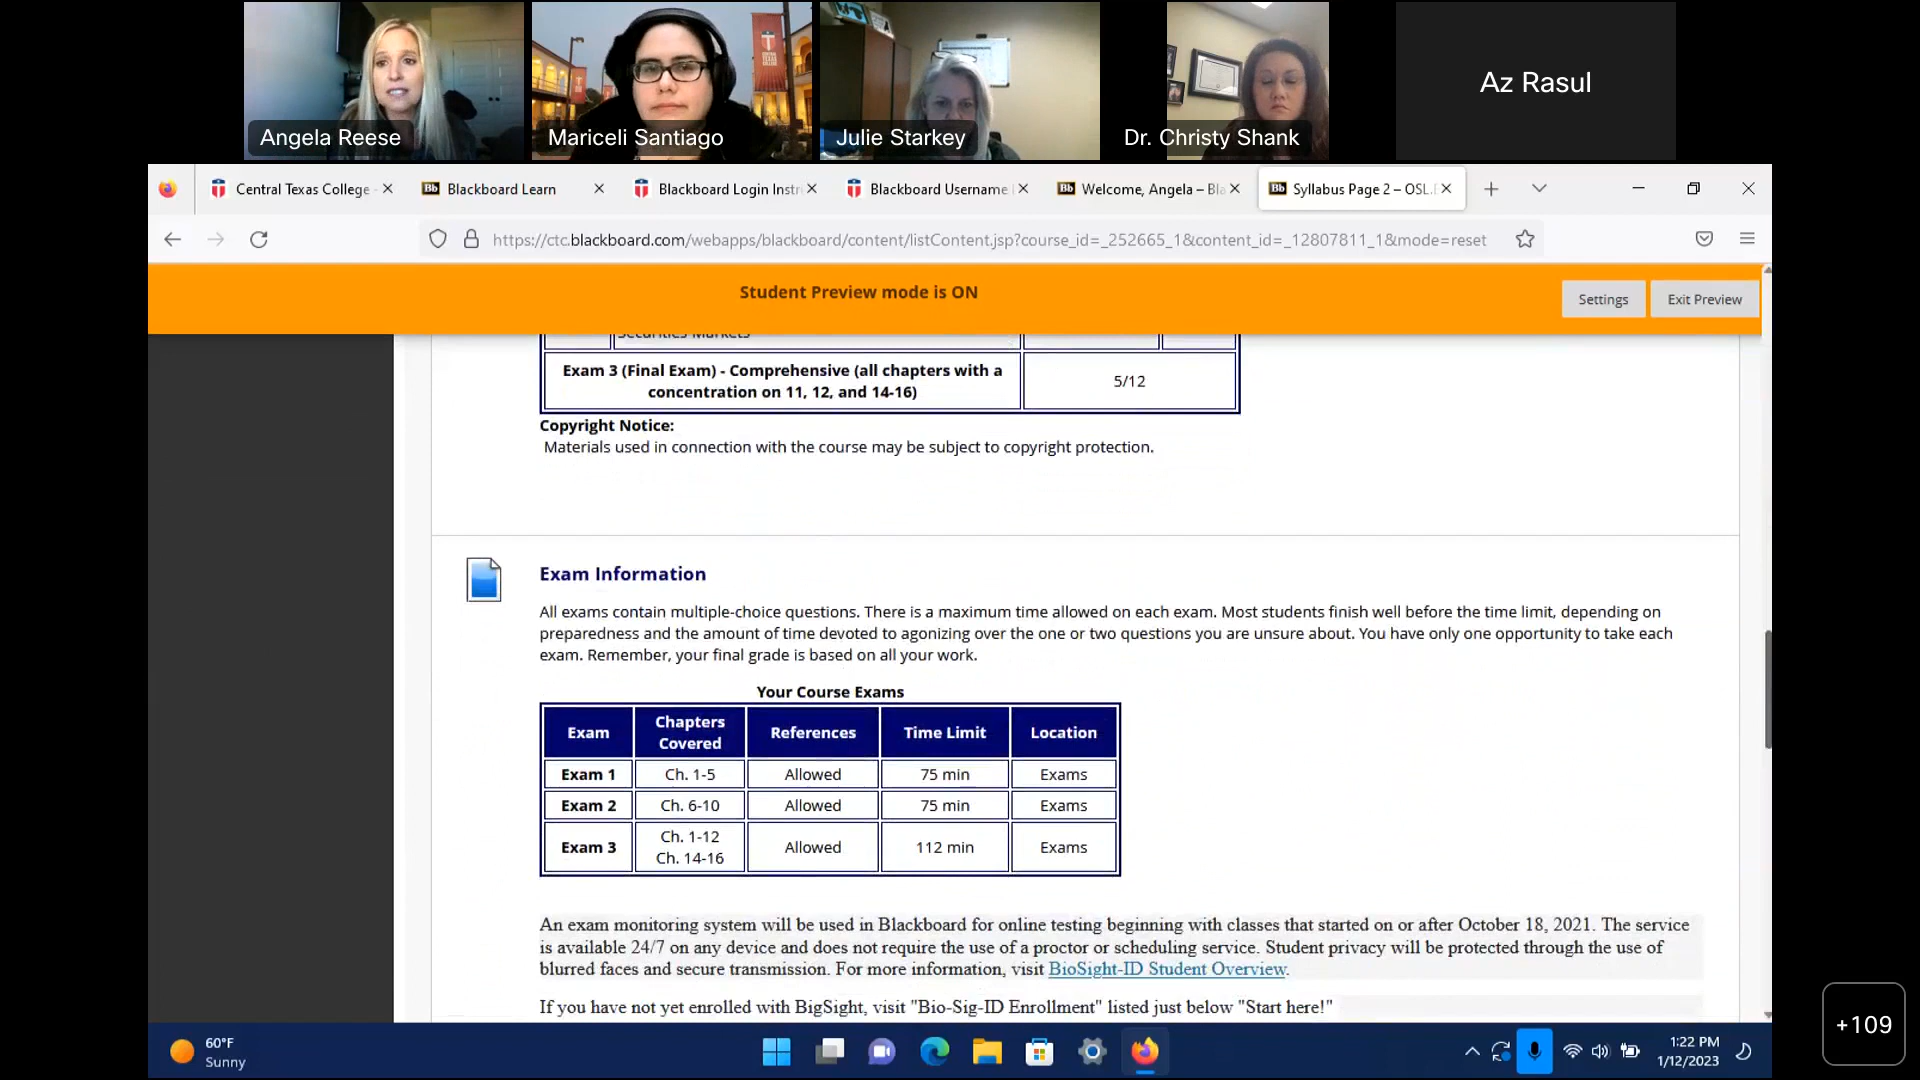 Angela Reese
Mariceli Santiago
Julie Starkey
Dr. Christy Shank
Az Rasul
Central Texas College
Blackboard Learn
Blackboard Login Instr
Blackboard Username
Welcome, Angela – Bla
Syllabus Page 2 – OSL.
https://ctc.blackboard.com/webapps/blackboard/content/listContent.jsp?course_id=_252665_1&content_id=_12807811_1&mode=reset
Student Preview mode is ON
Settings
Exit Preview
Securities Markets
Exam 3 (Final Exam) - Comprehensive (all chapters with a
concentration on 11, 12, and 14-16)
5/12
Copyright Notice:
Materials used in connection with the course may be subject to copyright protection.
Exam Information
All exams contain multiple-choice questions. There is a maximum time allowed on each exam. Most students finish well before the time limit, depending on
preparedness and the amount of time devoted to agonizing over the one or two questions you are unsure about. You have only one opportunity to take each
exam. Remember, your final grade is based on all your work.
Your Course Exams
Exam Chapters Covered References Time Limit Location
Exam 1 Ch. 1-5 Allowed 75 min Exams
Exam 2 Ch. 6-10 Allowed 75 min Exams
Exam 3 Ch. 1-12 Ch. 14-16 Allowed 112 min Exams
An exam monitoring system will be used in Blackboard for online testing beginning with classes that started on or after October 18, 2021. The service
is available 24/7 on any device and does not require the use of a proctor or scheduling service. Student privacy will be protected through the use of
blurred faces and secure transmission. For more information, visit BioSight-ID Student Overview.
If you have not yet enrolled with BigSight, visit "Bio-Sig-ID Enrollment" listed just below "Start here!"
+109
60°F
Sunny
1:22 PM
1/12/2023